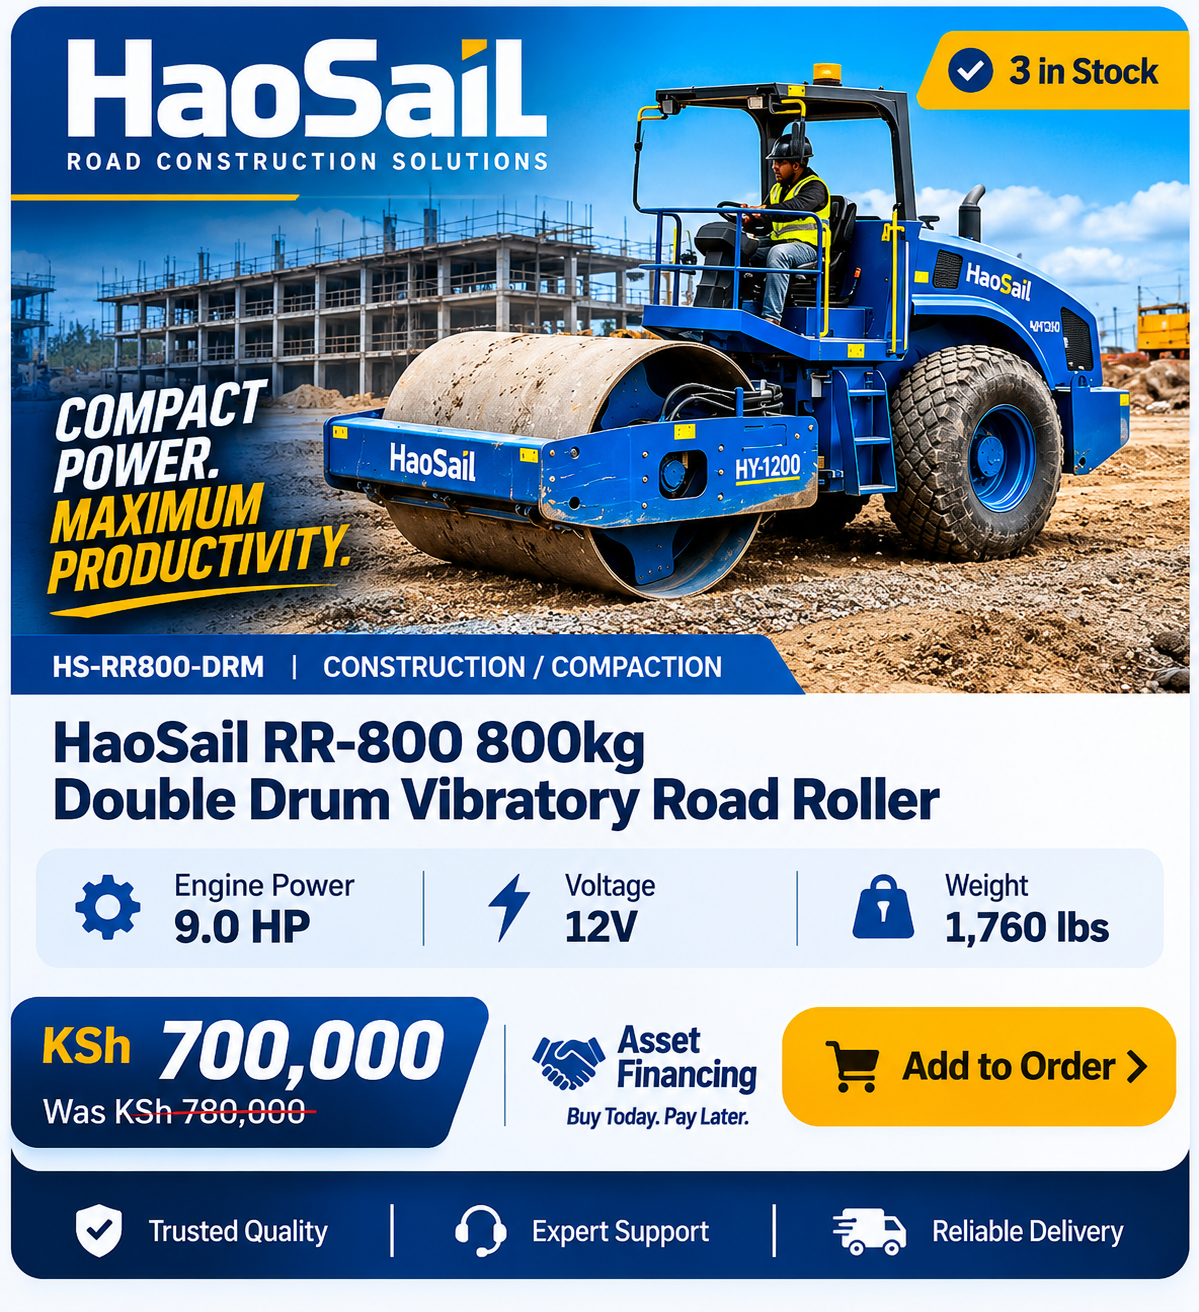 HaoSail
ROAD CONSTRUCTION SOLUTIONS
3 in Stock
COMPACT
POWER.
MAXIMUM
PRODUCTIVITY.
HaoSail
HaoSail
HY-1200
HS-RR800-DRM | CONSTRUCTION / COMPACTION
HaoSail RR-800 800kg
Double Drum Vibratory Road Roller
Engine Power
9.0 HP
Voltage
12V
Weight
1,760 lbs
KSh 700,000
Was KSh 780,000
Asset
Financing
Buy Today. Pay Later.
Add to Order
Trusted Quality
Expert Support
Reliable Delivery